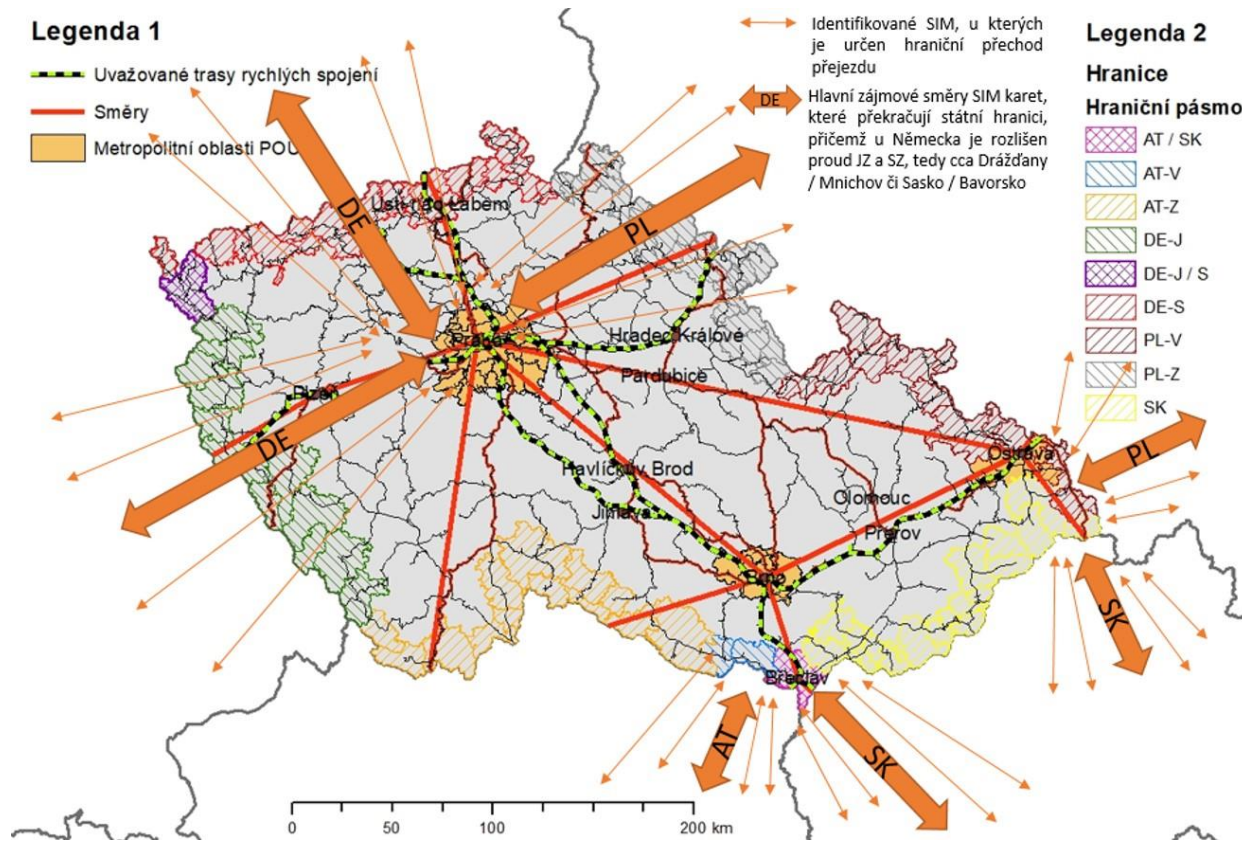 Legenda 1
Uvažované trasy rychlých spojení
Směry
Metropolitní oblasti POU
Identifikované SIM, u kterých
je určen hraniční přechod
přejezdu
DE
Hlavní zájmové směry SIM karet,
které překračují státní hranici,
přičemž u Německa je rozlišen
proud JZ a SZ, tedy cca Drážďany
/ Mnichov či Sasko / Bavorsko
Legenda 2
Hranice
Hraniční pásmo
AT / SK
AT-V
AT-Z
DE-J
DE-J / S
DE-S
PL-V
PL-Z
SK
DE
PL
Ústí nad Labem
Praha
Hradec Králové
Pardubice
Plzeň
DE
Havlíčkův Brod
Jihlava
Ostrava
PL
Olomouc
Přerov
Brno
SK
Břeclav
AT
SK
0 50 100 200 km